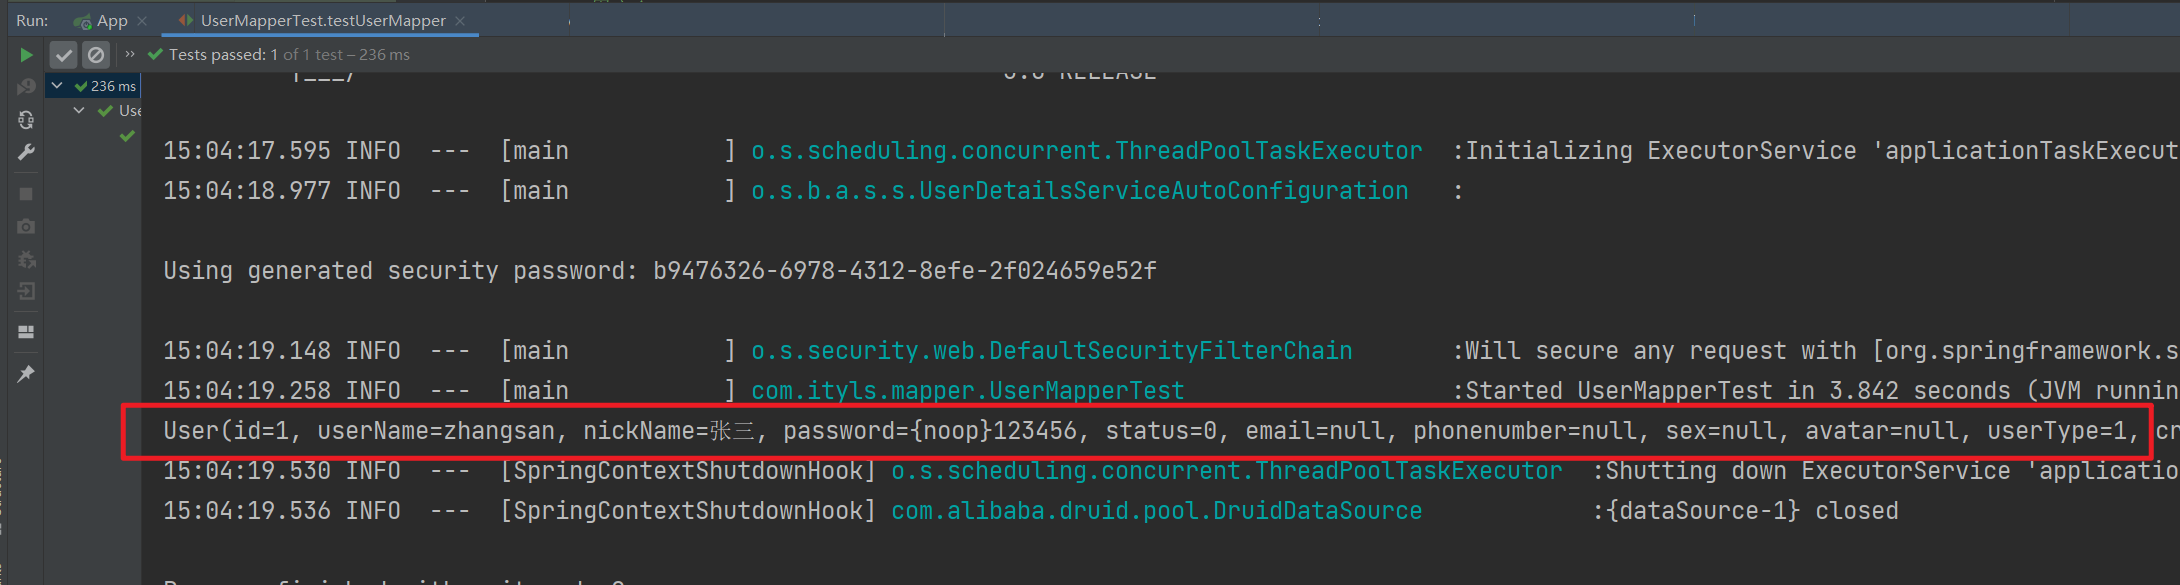 Run: App × UserMapperTest.testUserMapper ×
» Tests passed: 1 of 1 test – 236 ms
236 ms
Use
RELEASE
15:04:17.595 INFO --- [main ] o.s.scheduling.concurrent.ThreadPoolTaskExecutor :Initializing ExecutorService 'applicationTaskExecut
15:04:18.977 INFO --- [main ] o.s.b.a.s.s.UserDetailsServiceAutoConfiguration :
Using generated security password: b9476326-6978-4312-8efe-2f024659e52f
15:04:19.148 INFO --- [main ] o.s.security.web.DefaultSecurityFilterChain :Will secure any request with [org.springframework.s
15:04:19.258 INFO --- [main ] com.ityls.mapper.UserMapperTest :Started UserMapperTest in 3.842 seconds (JVM runnin
User(id=1, userName=zhangsan, nickName=张三, password={noop}123456, status=0, email=null, phonenumber=null, sex=null, avatar=null, userType=1, cr
15:04:19.530 INFO --- [SpringContextShutdownHook] o.s.scheduling.concurrent.ThreadPoolTaskExecutor :Shutting down ExecutorService 'applicatio
15:04:19.536 INFO --- [SpringContextShutdownHook] com.alibaba.druid.pool.DruidDataSource :{dataSource-1} closed